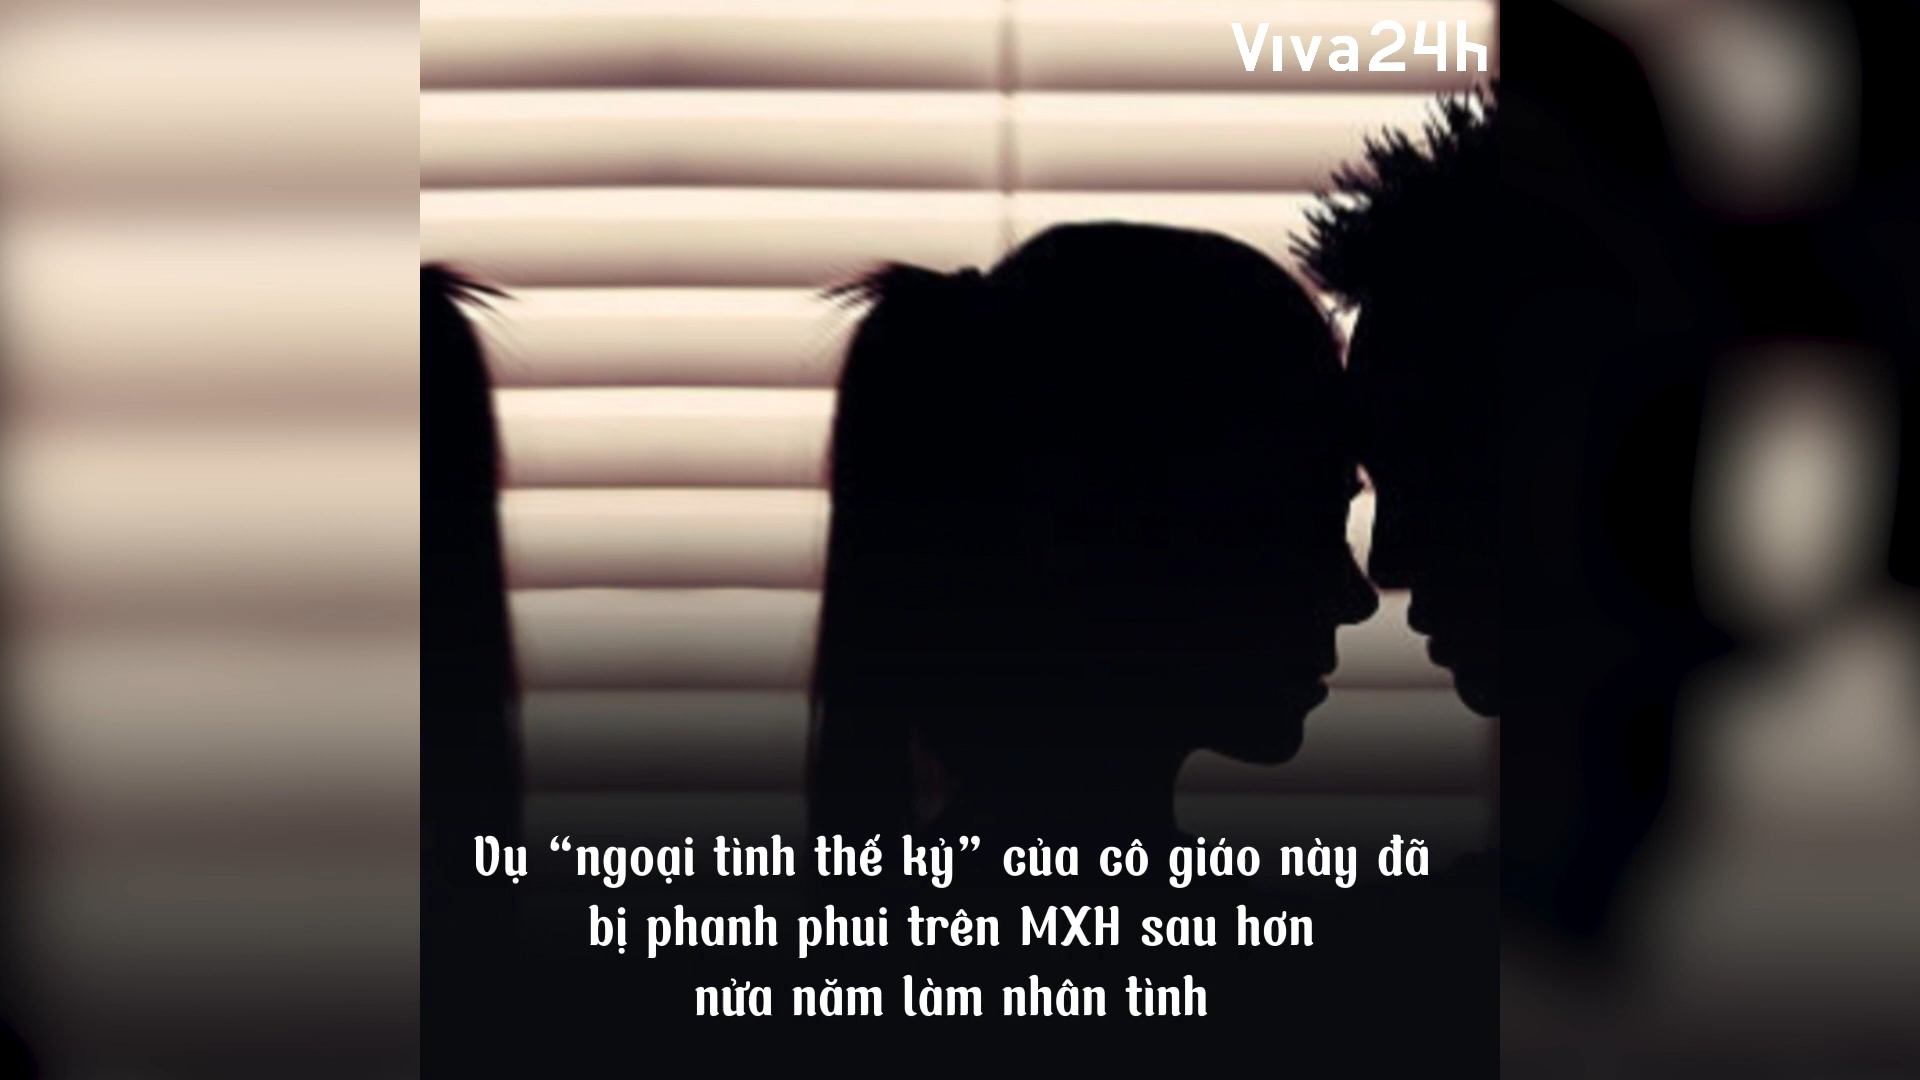 Viva24h
Vụ “ngoại tình thế kỷ” của cô giáo này đã
bị phanh phui trên MXH sau hơn
nửa năm làm nhân tình